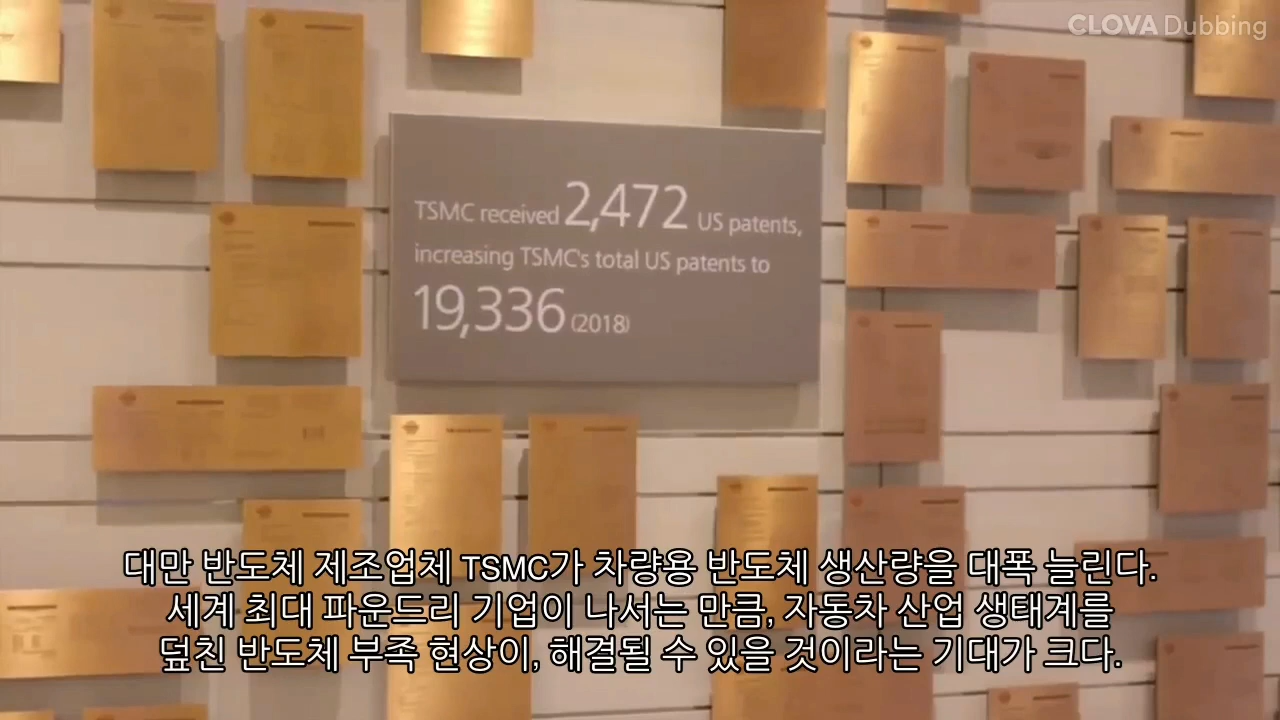 CLOVA Dubbing
TSMC received 2,472 US patents,
increasing TSMC's total US patents to
19,336 (2018)
대만 반도체 제조업체 TSMC가 차량용 반도체 생산량을 대폭 늘린다.
세계 최대 파운드리 기업이 나서는 만큼, 자동차 산업 생태계를
덮친 반도체 부족 현상이, 해결될 수 있을 것이라는 기대가 크다.